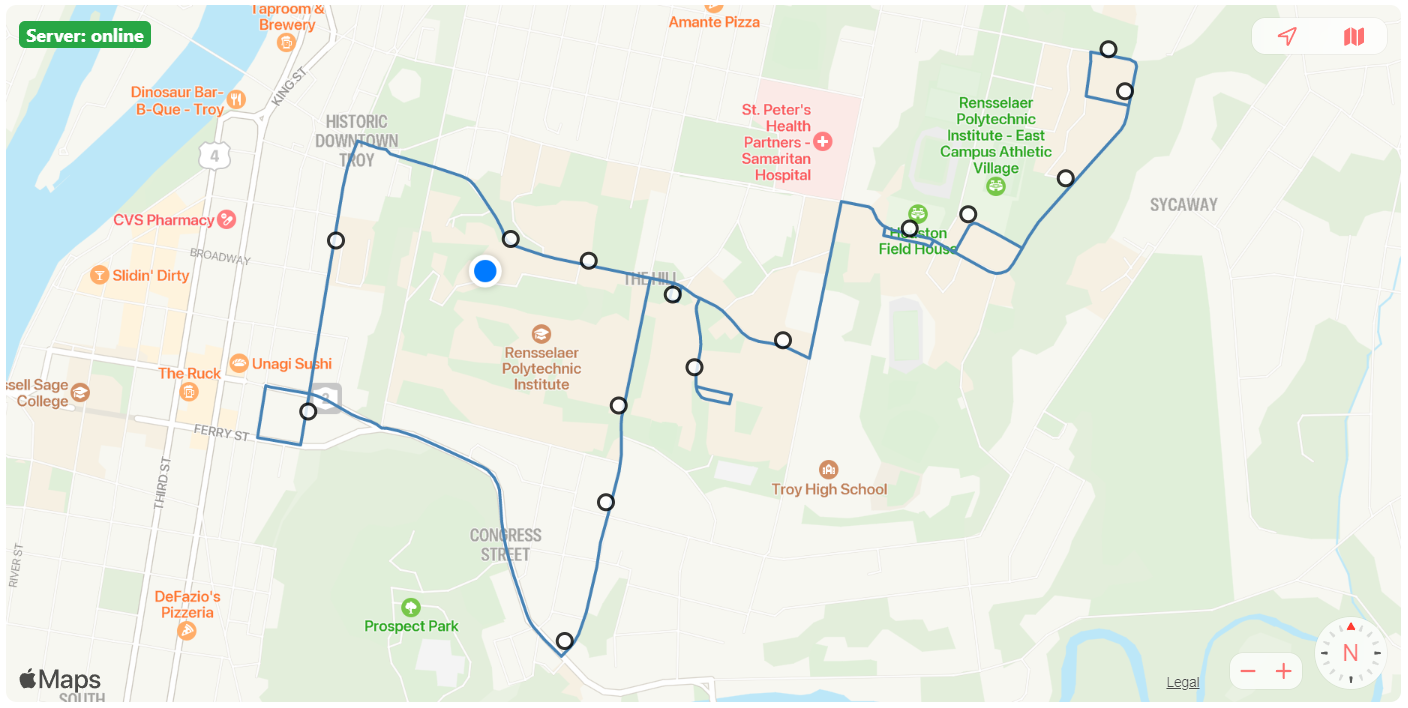 Server: online
Taproom &
Brewery
Amante Pizza
KING ST
Dinosaur Bar-
B-Que - Troy
HISTORIC
DOWNTOWN
TROY
4
St. Peter's
Health
Partners -
Samaritan
Hospital
Rensselaer
Polytechnic
Institute - East
Campus Athletic
Village
SYCAWAY
CVS Pharmacy
BROADWAY
Houston
Field House
Slidin' Dirty
THE HILL
Rensselaer
Polytechnic
Institute
Unagi Sushi
The Ruck
2
ssell Sage
College
FERRY ST
THIRD ST
Troy High School
CONGRESS
STREET
RIVER ST
DeFazio's
Pizzeria
Prospect Park
N
Maps
Legal
SOUTH